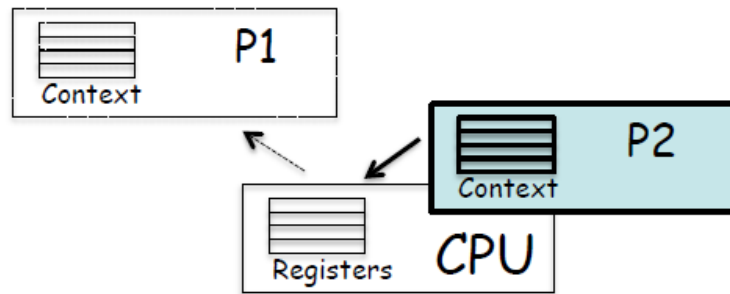 P1
Context
P2
Context
CPU
Registers